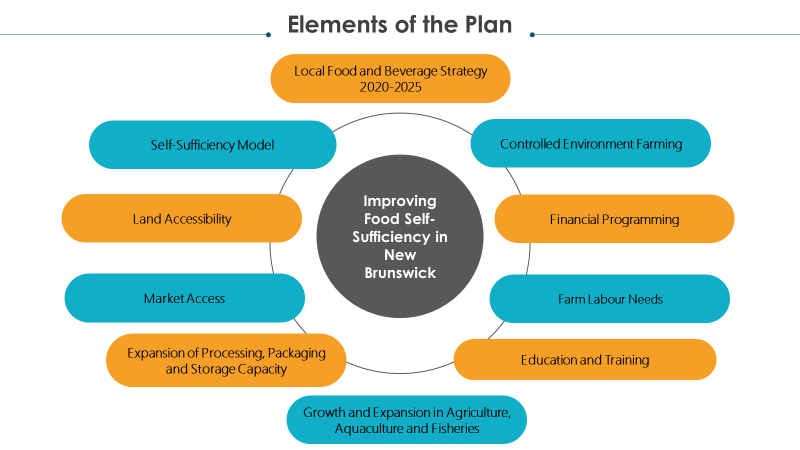 Elements of the Plan
Local Food and Beverage Strategy
2020-2025
Self-Sufficiency Model
Controlled Environment Farming
Improving
Food Self-
Sufficiency in
New
Brunswick
Land Accessibility
Financial Programming
Market Access
Farm Labour Needs
Expansion of Processing, Packaging
and Storage Capacity
Education and Training
Growth and Expansion in Agriculture,
Aquaculture and Fisheries